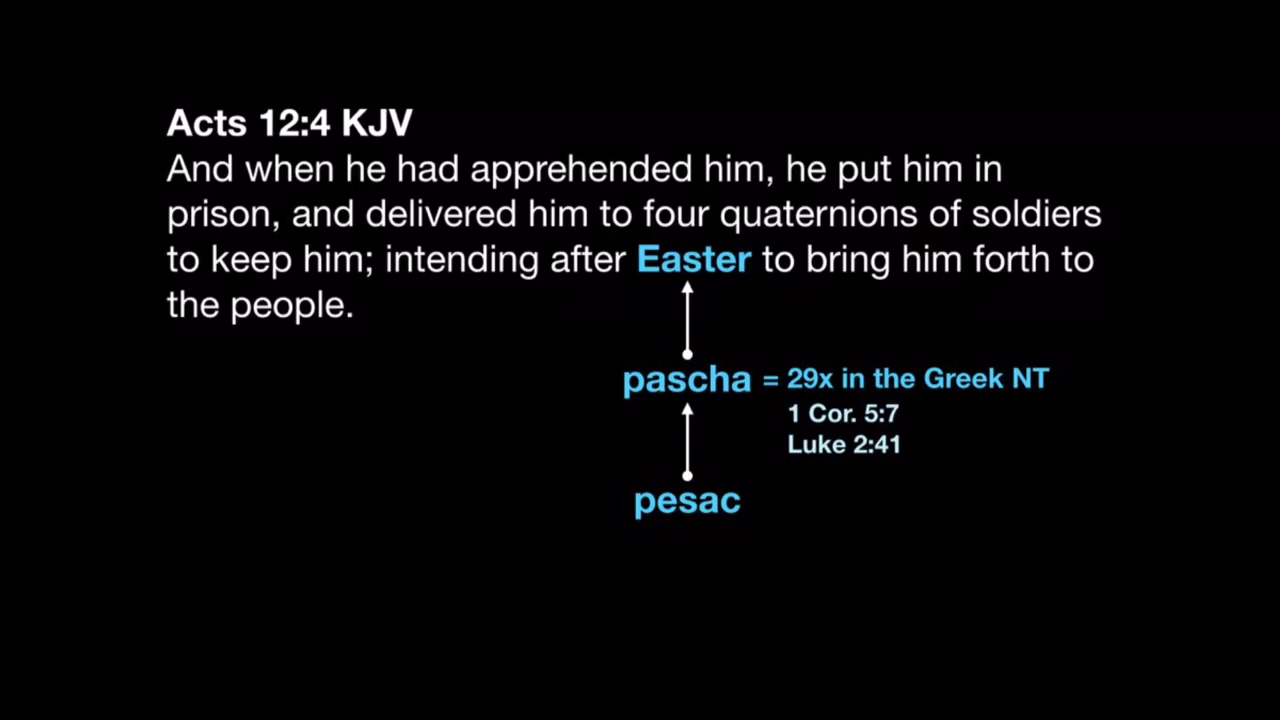 Acts 12:4 KJV
And when he had apprehended him, he put him in
prison, and delivered him to four quaternions of soldiers
to keep him; intending after Easter to bring him forth to
the people.
pascha = 29x in the Greek NT
1 Cor. 5:7
Luke 2:41
pesac